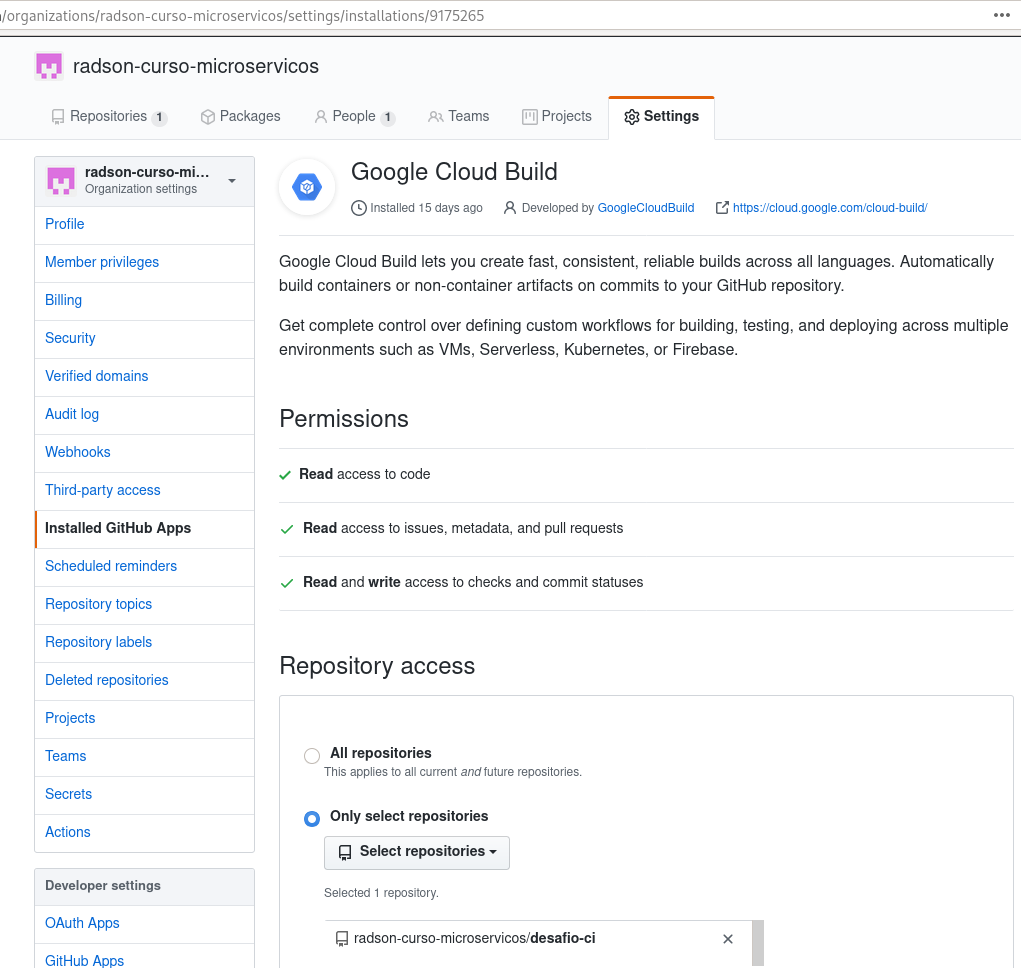 /organizations/radson-curso-microservicos/settings/installations/9175265
radson-curso-microservicos
Repositories 1 Packages People 1 Teams Projects Settings
radson-curso-mi...
Organization settings
Profile
Member privileges
Billing
Security
Verified domains
Audit log
Webhooks
Third-party access
Installed GitHub Apps
Scheduled reminders
Repository topics
Repository labels
Deleted repositories
Projects
Teams
Secrets
Actions
Developer settings
OAuth Apps
GitHub Apps
Google Cloud Build
Installed 15 days ago Developed by GoogleCloudBuild https://cloud.google.com/cloud-build/
Google Cloud Build lets you create fast, consistent, reliable builds across all languages. Automatically
build containers or non-container artifacts on commits to your GitHub repository.
Get complete control over defining custom workflows for building, testing, and deploying across multiple
environments such as VMs, Serverless, Kubernetes, or Firebase.
Permissions
Read access to code
Read access to issues, metadata, and pull requests
Read and write access to checks and commit statuses
Repository access
All repositories
This applies to all current and future repositories.
Only select repositories
Select repositories
Selected 1 repository.
radson-curso-microservicos/desafio-ci